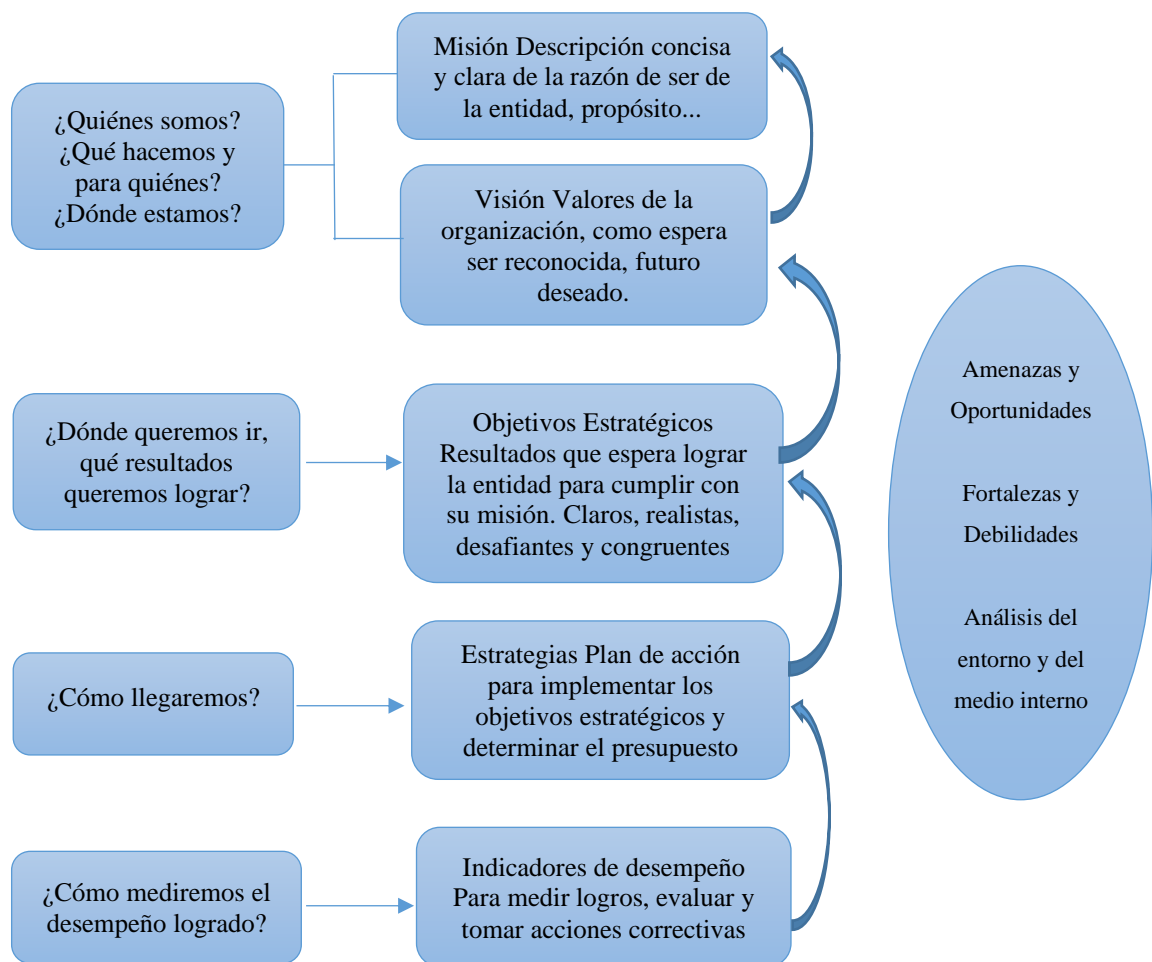 ¿Quiénes somos?
¿Qué hacemos y
para quiénes?
¿Dónde estamos?
Misión Descripción concisa
y clara de la razón de ser de
la entidad, propósito...
Visión Valores de la
organización, como espera
ser reconocida, futuro
deseado.
¿Dónde queremos ir,
qué resultados
queremos lograr?
Objetivos Estratégicos
Resultados que espera lograr
la entidad para cumplir con
su misión. Claros, realistas,
desafiantes y congruentes
¿Cómo llegaremos?
Estrategias Plan de acción
para implementar los
objetivos estratégicos y
determinar el presupuesto
¿Cómo mediremos el
desempeño logrado?
Indicadores de desempeño
Para medir logros, evaluar y
tomar acciones correctivas
Amenazas y
Oportunidades
Fortalezas y
Debilidades
Análisis del
entorno y del
medio interno